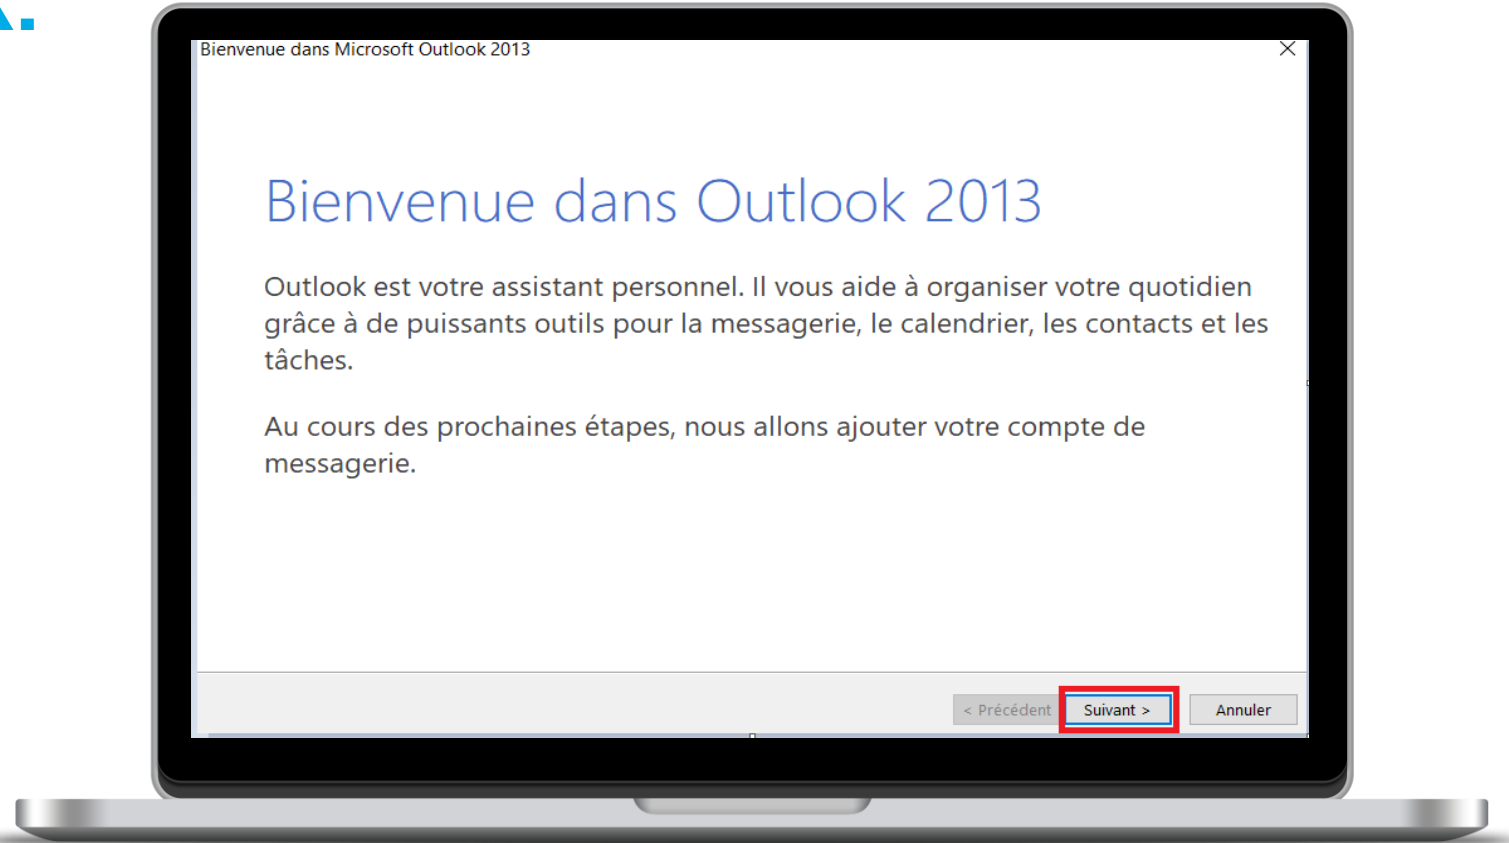 Bienvenue dans Microsoft Outlook 2013
Bienvenue dans Outlook 2013
Outlook est votre assistant personnel. Il vous aide à organiser votre quotidien
grâce à de puissants outils pour la messagerie, le calendrier, les contacts et les
tâches.
Au cours des prochaines étapes, nous allons ajouter votre compte de
messagerie.
< Précédent
Suivant >
Annuler